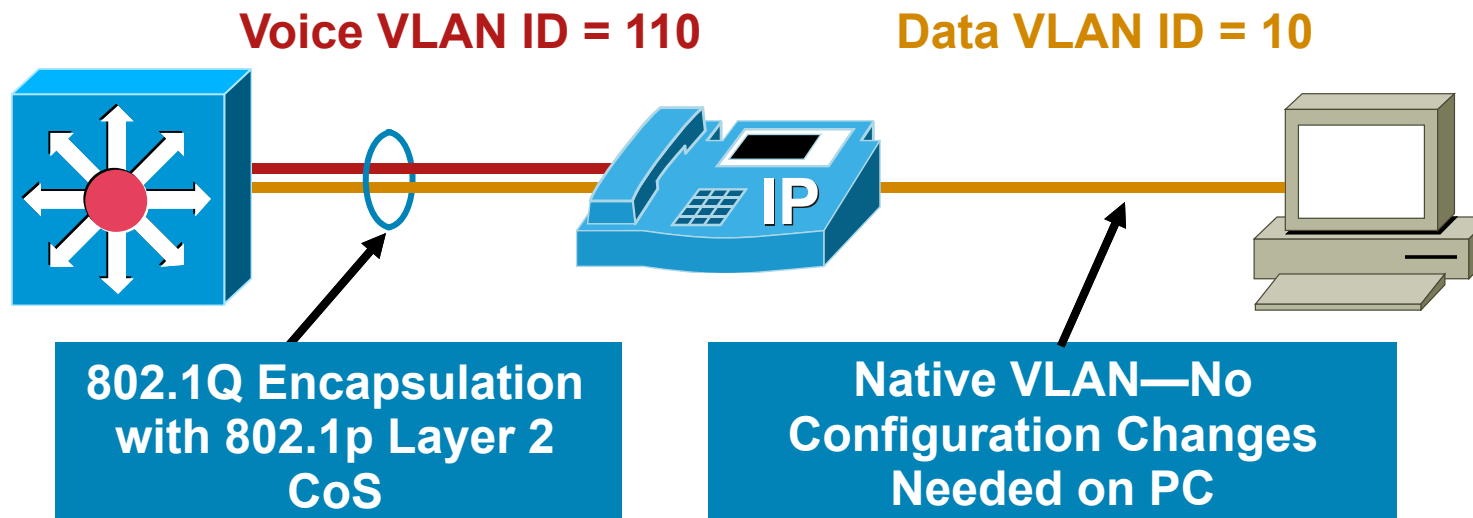 Voice VLAN ID = 110
Data VLAN ID = 10
IP
802.1Q Encapsulation
with 802.1p Layer 2
CoS
Native VLAN—No
Configuration Changes
Needed on PC